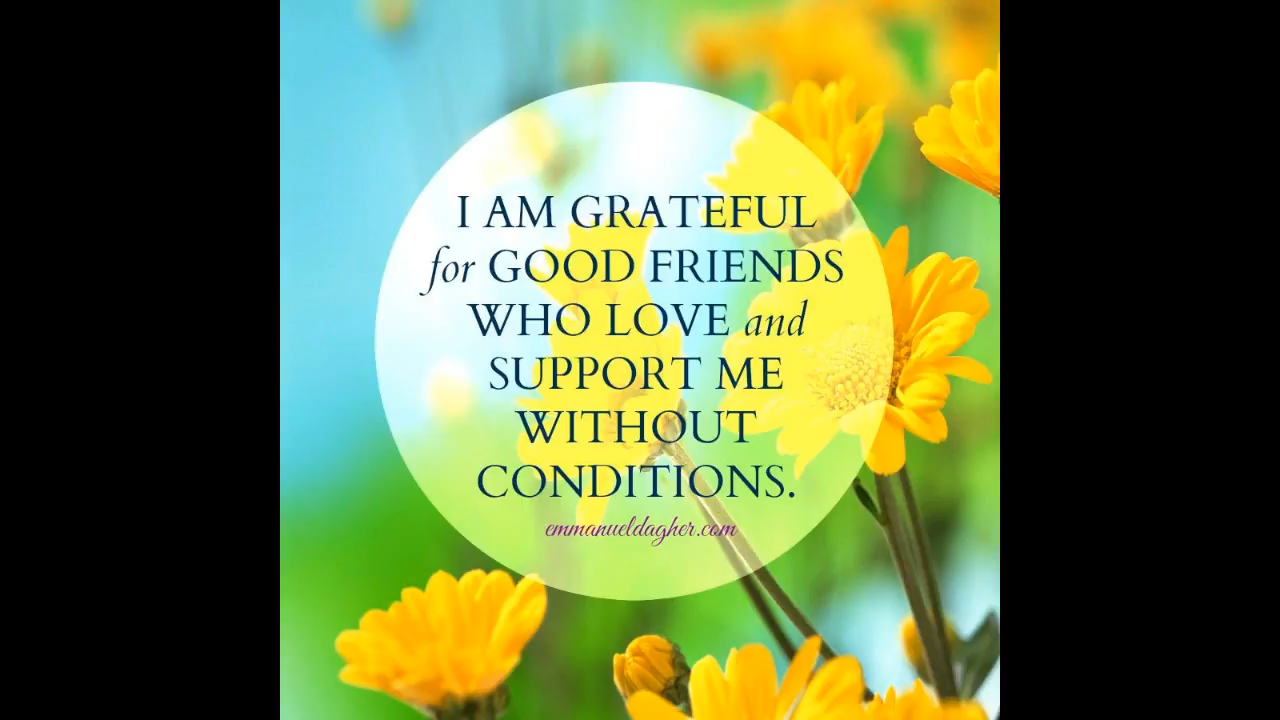 I AM GRATEFUL
for GOOD FRIENDS
WHO LOVE and
SUPPORT ME
WITHOUT
CONDITIONS.
emmanueldagher.com